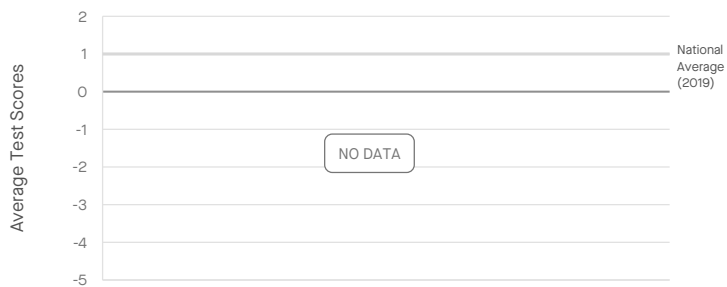 2
1
0
-1
-2
-3
-4
-5
Average Test Scores
National
Average
(2019)
NO DATA